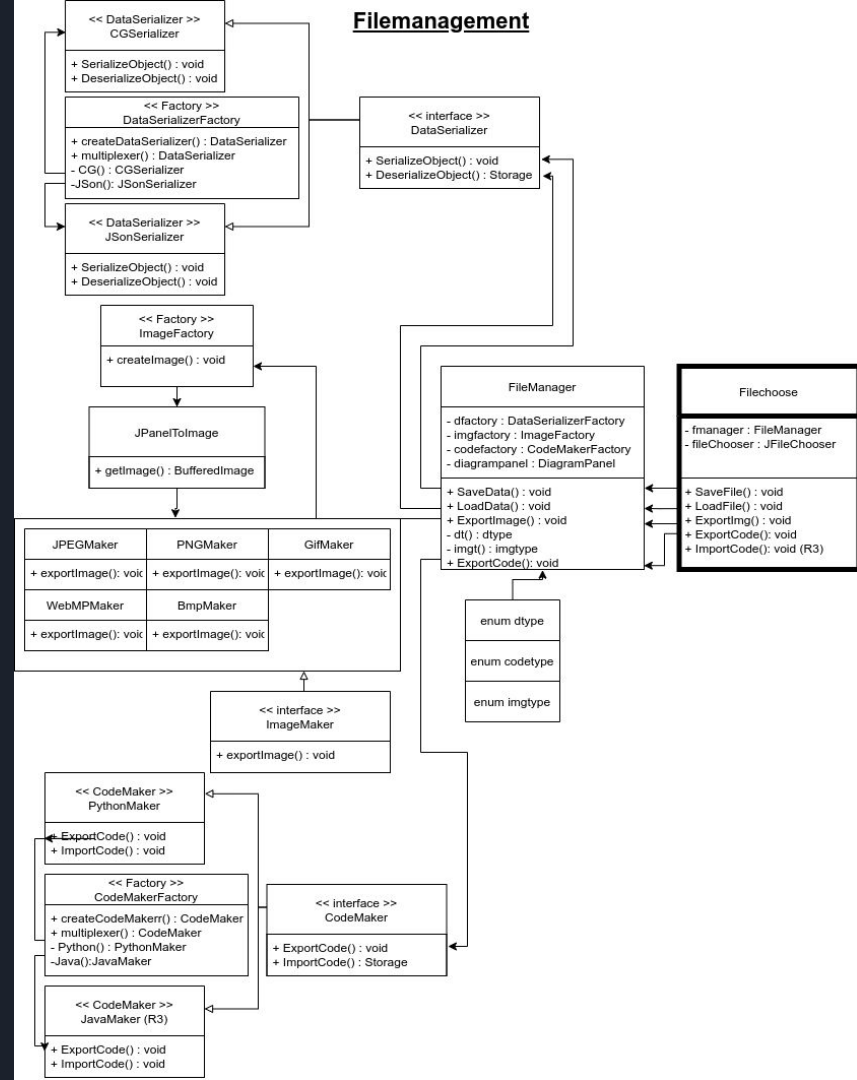 Filemanagement
<< DataSerializer >>
CGSerializer
+ SerializeObject() : void
+ DeserializeObject() : void
<< Factory >>
DataSerializerFactory
+ createDataSerializer() : DataSerializer
+ multiplexer() : DataSerializer
- CG() : CGSerializer
-JSon(): JSonSerializer
<< interface >>
DataSerializer
+ SerializeObject() : void
+ DeserializeObject() : Storage
<< DataSerializer >>
JSonSerializer
+ SerializeObject() : void
+ DeserializeObject() : void
<< Factory >>
ImageFactory
+ createImage() : void
JPanelToImage
+ getImage() : BufferedImage
FileManager
- dfactory : DataSerializerFactory
- imgfactory : ImageFactory
- codefactory : CodeMakerFactory
- diagrampanel : DiagramPanel
+ SaveData() : void
+ LoadData() : void
+ ExportImage() : void
- dt() : dtype
- imgt() : imgtype
+ ExportCode(): void
Filechoose
- fmanager : FileManager
- fileChooser : JFileChooser
+ SaveFile() : void
+ LoadFile() : void
+ ExportImg() : void
+ ExportCode(): void
+ ImportCode(): void (R3)
JPEGMaker
+ exportImage(): voic
PNGMaker
+ exportImage(): voic
GifMaker
+ exportImage(): voic
WebMPMaker
+ exportImage(): voic
BmpMaker
+ exportImage(): voic
enum dtype
enum codetype
enum imgtype
<< interface >>
ImageMaker
+ exportImage() : void
<< CodeMaker >>
PythonMaker
+ ExportCode() : void
+ ImportCode() : void
<< Factory >>
CodeMakerFactory
+ createCodeMakerr() : CodeMaker
+ multiplexer() : CodeMaker
- Python() : PythonMaker
-Java():JavaMaker
<< interface >>
CodeMaker
+ ExportCode() : void
+ ImportCode() : Storage
<< CodeMaker >>
JavaMaker (R3)
+ ExportCode() : void
+ ImportCode() : void